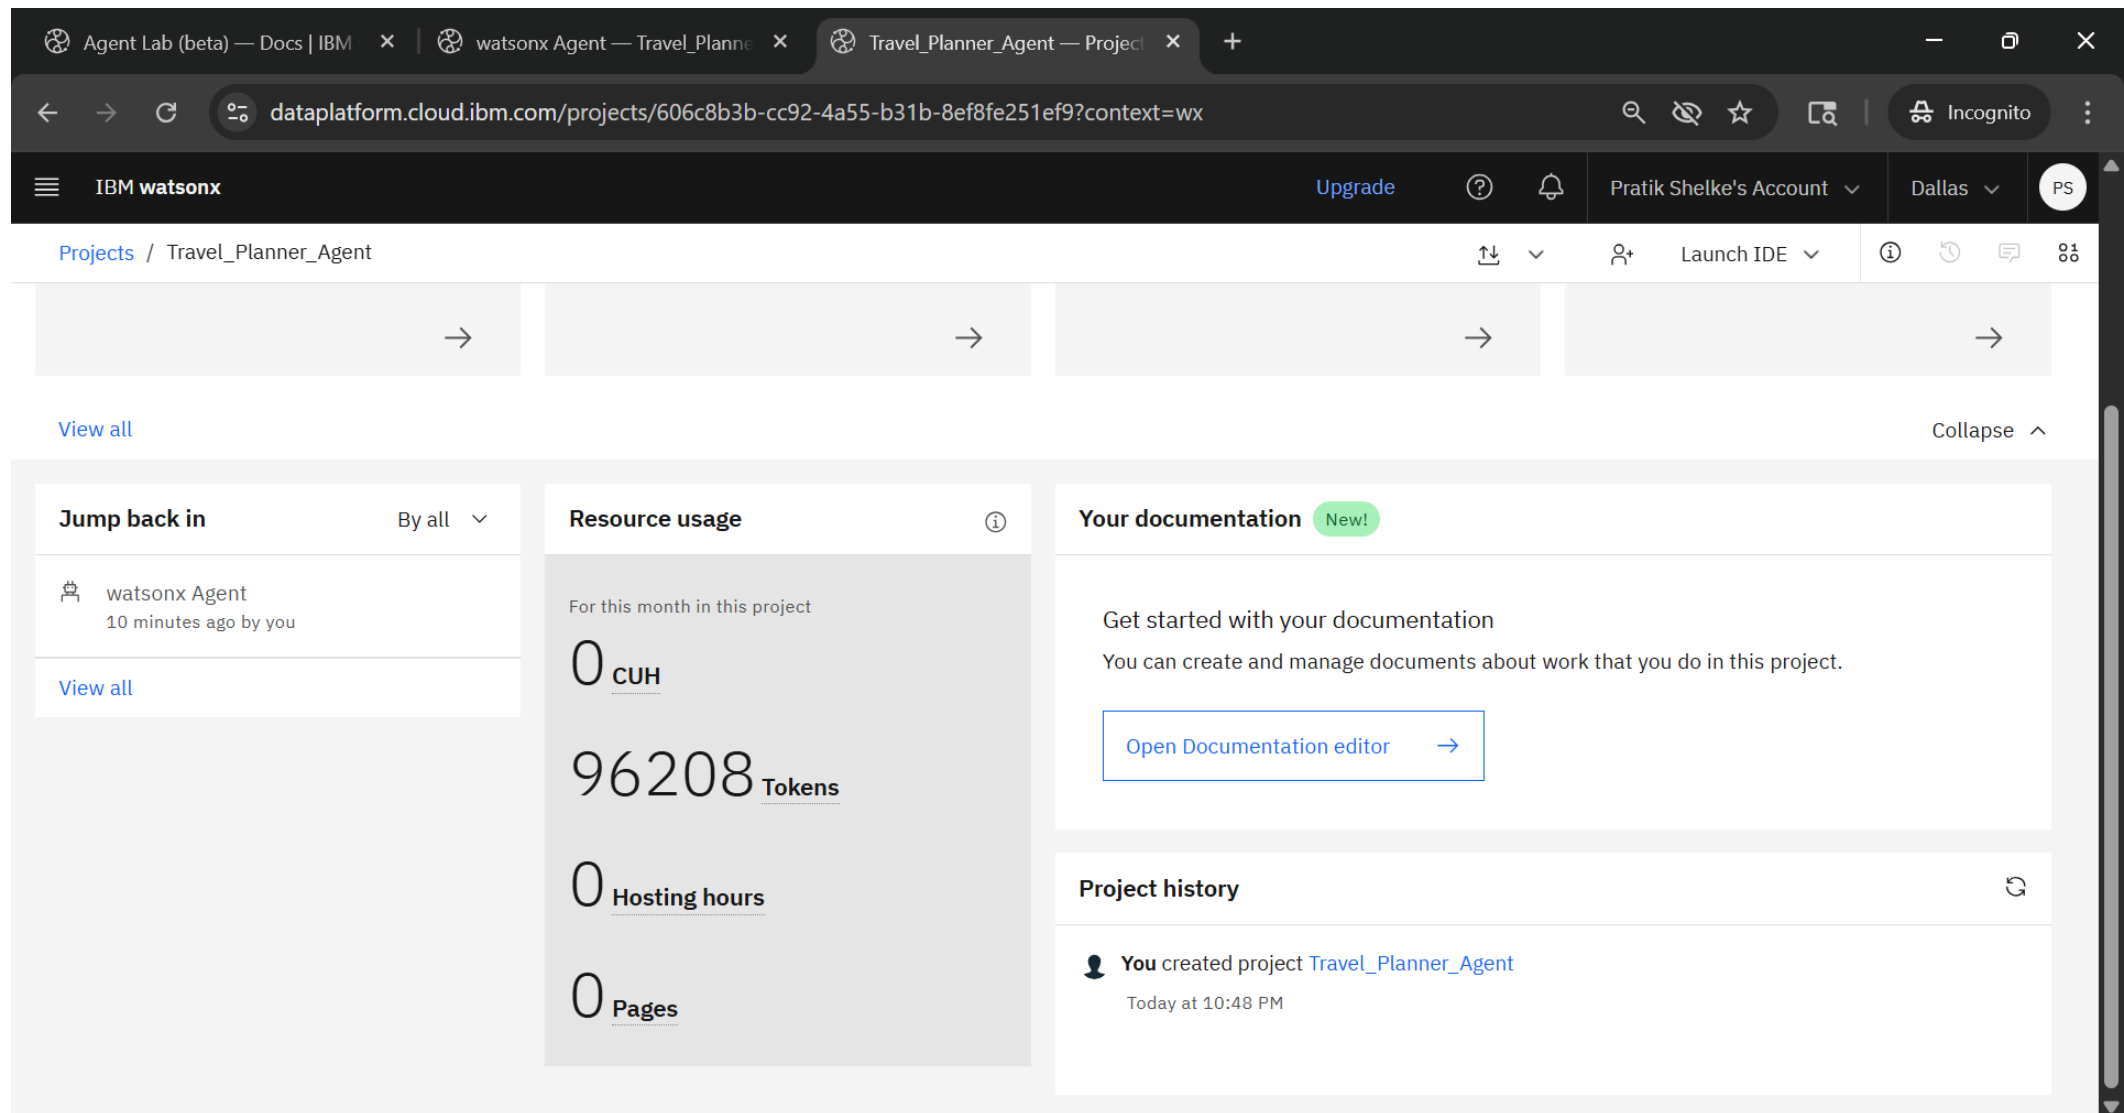 Agent Lab (beta) — Docs | IBM
watsonx Agent — Travel_Planne
Travel_Planner_Agent — Project
dataplatform.cloud.ibm.com/projects/606c8b3b-cc92-4a55-b31b-8ef8fe251ef9?context=wx
Incognito
IBM watsonx
Upgrade
Pratik Shelke's Account
Dallas
PS
Projects / Travel_Planner_Agent
Launch IDE
View all
Collapse
Jump back in
By all
watsonx Agent
10 minutes ago by you
View all
Resource usage
For this month in this project
0 CUH
96208 Tokens
0 Hosting hours
0 Pages
Your documentation New!
Get started with your documentation
You can create and manage documents about work that you do in this project.
Open Documentation editor
Project history
You created project Travel_Planner_Agent
Today at 10:48 PM